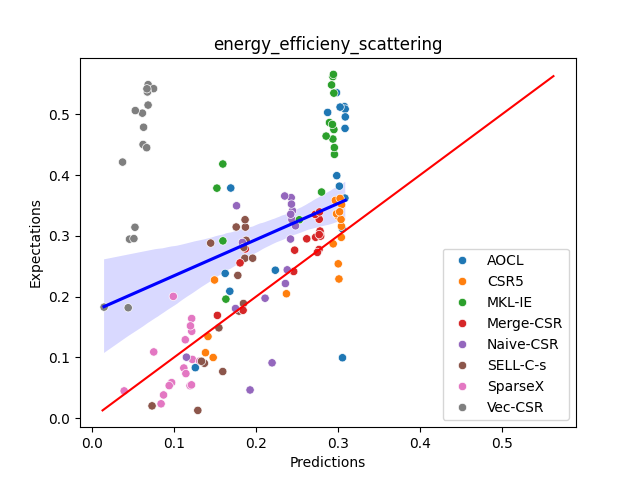 energy_efficieny_scattering
Expectations
0.5
0.4
0.3
0.2
0.1
0.0
AOCL
CSR5
MKL-IE
Merge-CSR
Naive-CSR
SELL-C-s
SparseX
Vec-CSR
0.0 0.1 0.2 0.3 0.4 0.5
Predictions